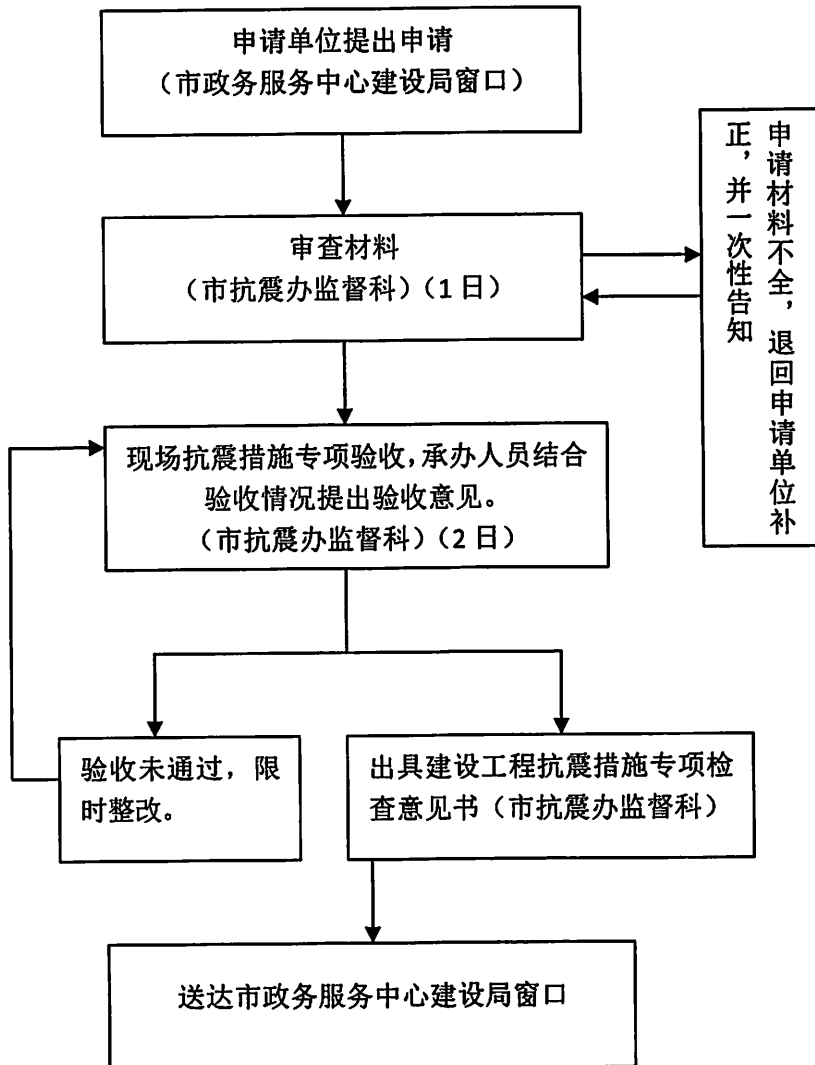 申请单位提出申请
（市政务服务中心建设局窗口）
审查材料
（市抗震办监督科）（1日）
申请材料不全，退回申请单位补
正，并一次性告知
现场抗震措施专项验收，承办人员结合
验收情况提出验收意见。
（市抗震办监督科）（2日）
验收未通过，限
时整改。
出具建设工程抗震措施专项检
查意见书（市抗震办监督科）
送达市政务服务中心建设局窗口